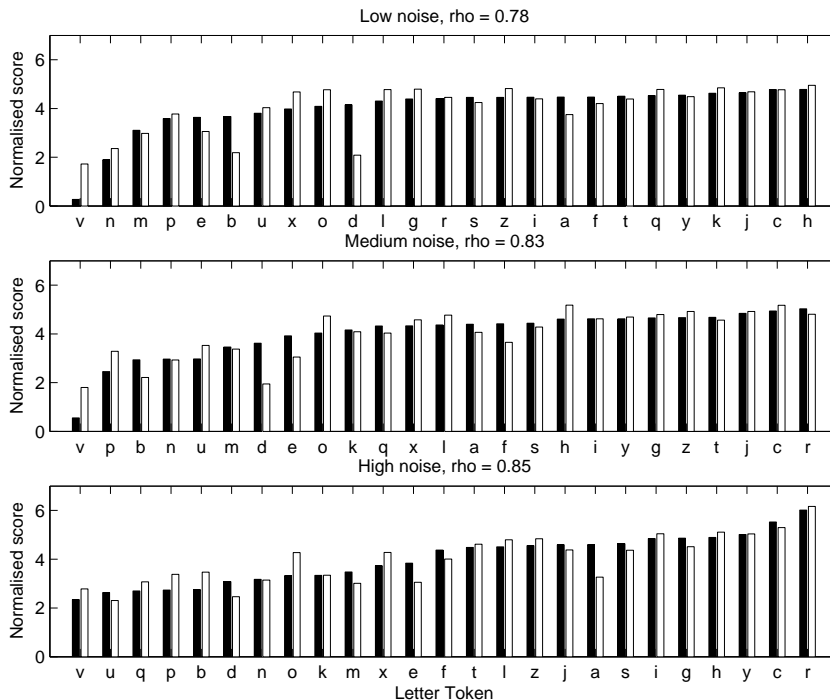 Low noise, rho = 0.78
6
4
2
0
Normalised score
v n m p e b u x o d l g r s z i a f t q y k j c h
Medium noise, rho = 0.83
6
4
2
0
Normalised score
v p b n u m d e o k q x l a f s h i y g z t j c r
High noise, rho = 0.85
6
4
2
0
Normalised score
v u q p b d n o k m x e f t l z j a s i g h y c r
Letter Token